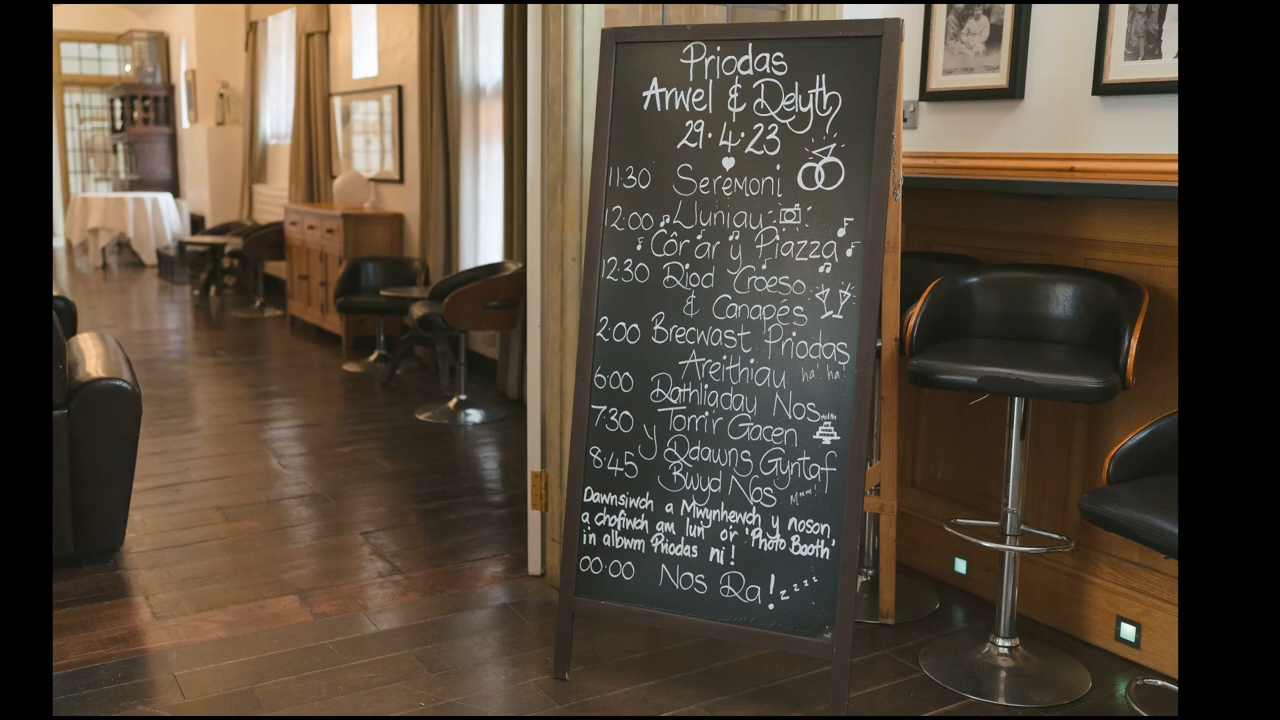 Priodas
Arwel & Delyth
29.4.23
11:30 Seremoni
12:00 Lluniau
Côr ar y Piazza
12:30 Diod Croeso
& Canapés
2:00 Brecwast Priodas
Areithiau ha! ha!
6:00 Dathliadau Nos
7:30 Torri'r Gacen
y Ddawns Gyntaf
8:45 Bwyd Nos Mmm!
Dawnsiwch a Mwynhewch y noson
a chofiwch am lun o'r 'Photo Booth'
i'n albwm Priodas ni!
00:00 Nos Da! zzzz